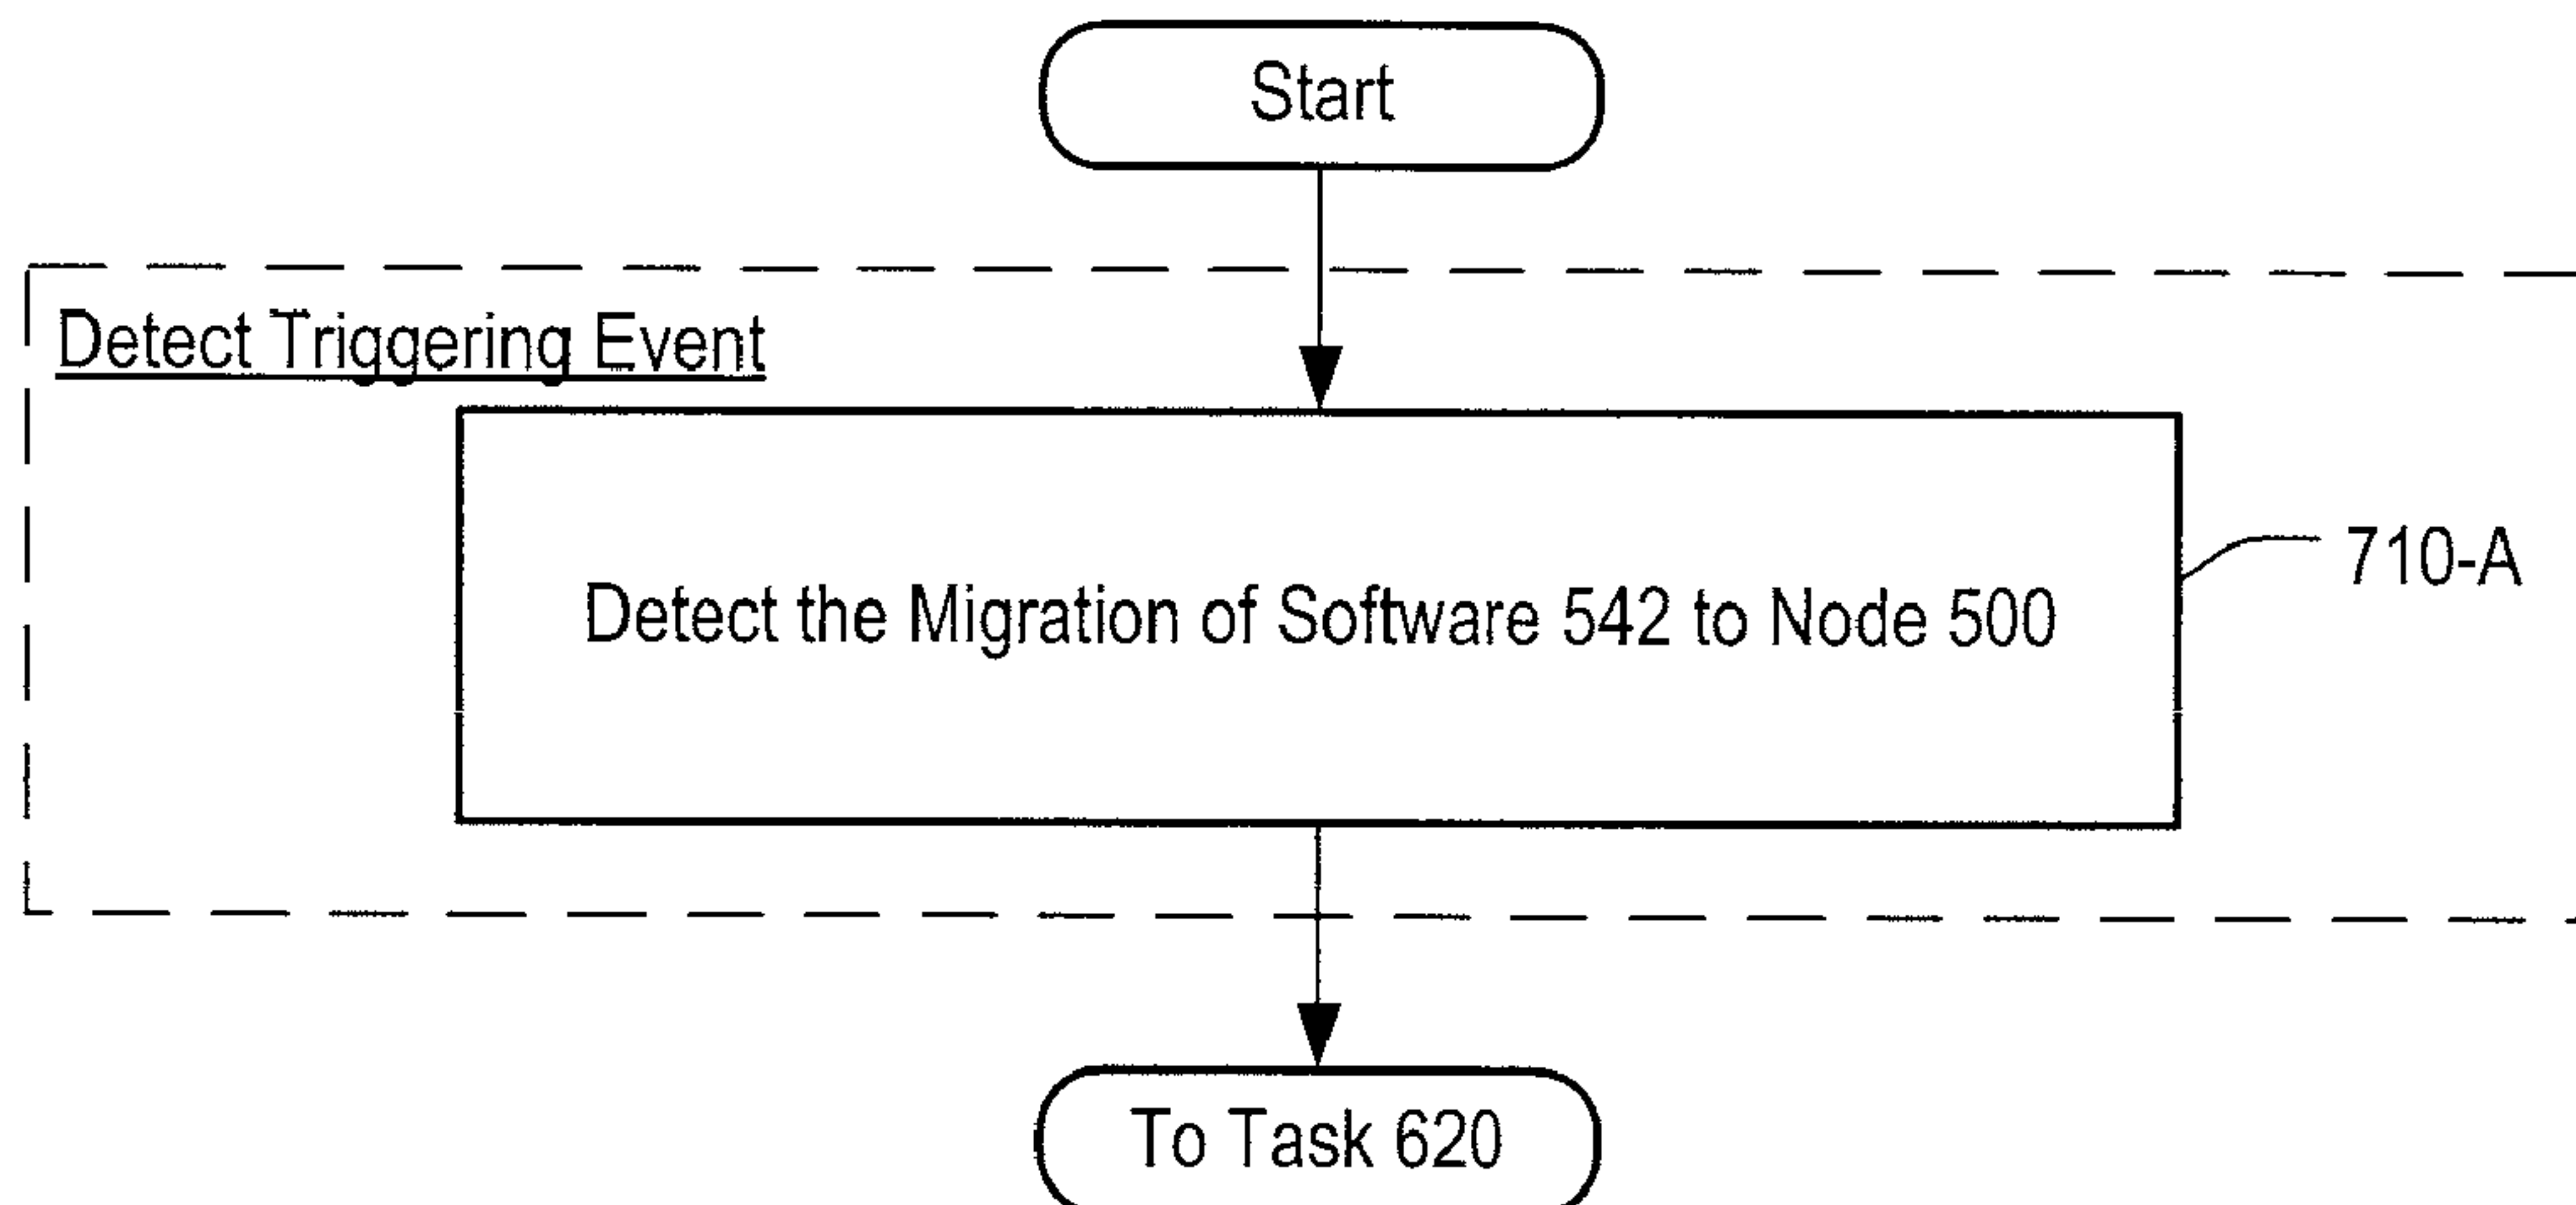 Start
Detect Triggering Event
Detect the Migration of Software 542 to Node 500
710-A
To Task 620